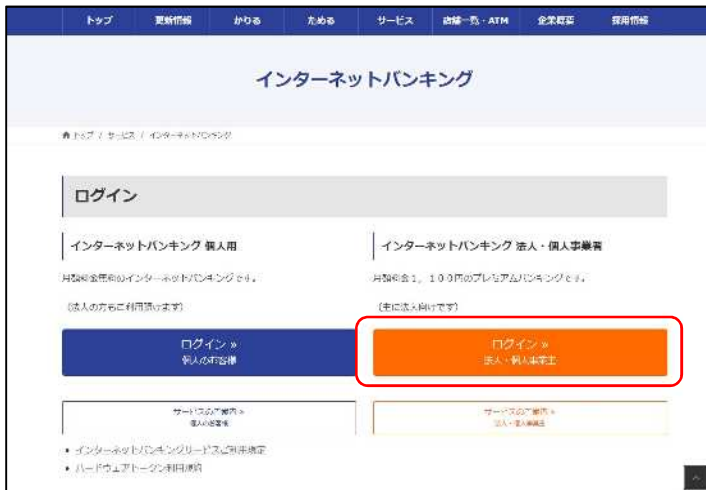 トップ 更新情報 かりる ためる サービス 店舗一覧・ATM 企業概要 採用情報
インターネットバンキング
トップ / サービス / インターネットバンキング
ログイン
インターネットバンキング 個人用
月額料金無料のインターネットバンキングです。
(法人の方もご利用頂けます)
ログイン »
個人のお客様
サービスのご案内 »
個人のお客様
インターネットバンキング 法人・個人事業者
月額料金1,100円のプレミアムバンキングです。
(主に法人向けです)
ログイン »
法人・個人事業主
サービスのご案内 »
法人・個人事業主
• インターネットバンキングサービスご利用規定
• ハードウェアトークン利用規約